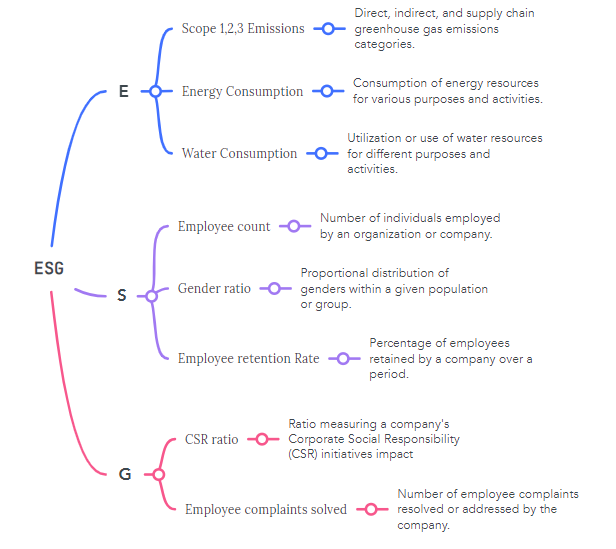 ESG
E
Scope 1,2,3 Emissions
Direct, indirect, and supply chain
greenhouse gas emissions
categories.
Energy Consumption
Consumption of energy resources
for various purposes and activities.
Water Consumption
Utilization or use of water resources
for different purposes and
activities.
S
Employee count
Number of individuals employed
by an organization or company.
Gender ratio
Proportional distribution of
genders within a given population
or group.
Employee retention Rate
Percentage of employees
retained by a company over a
period.
G
CSR ratio
Ratio measuring a company's
Corporate Social Responsibility
(CSR) initiatives impact
Employee complaints solved
Number of employee complaints
resolved or addressed by the
company.